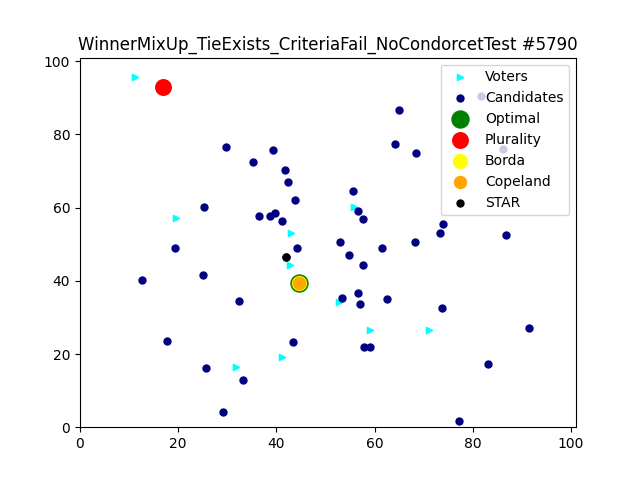 WinnerMixUp_TieExists_CriteriaFail_NoCondorcetTest #5790
100
80
60
40
20
0
0 20 40 60 80 100
Voters
Candidates
Optimal
Plurality
Borda
Copeland
STAR